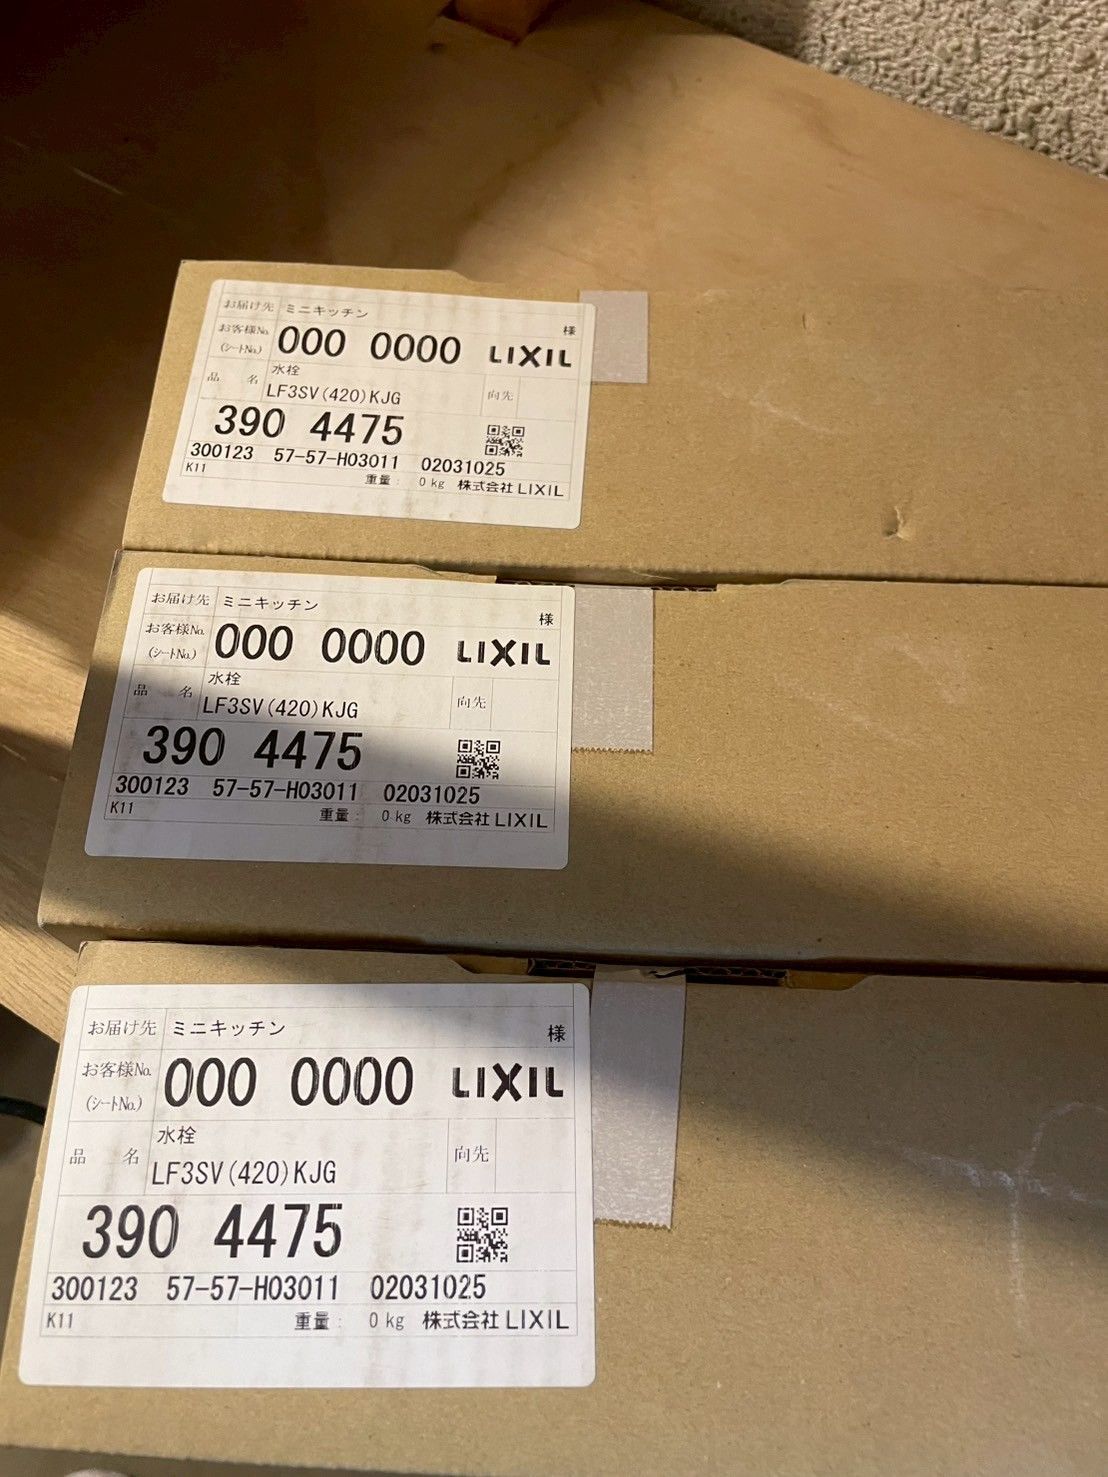 お届け先 ミニキッチン 様
お客様No. (シートNo.) 000 0000 LIXIL
品 名 水栓 LF3SV(420)KJG 向先
390 4475
300123 57-57-H03011 02031025
K11 重量: 0 kg 株式会社 LIXIL
お届け先 ミニキッチン 様
お客様No. (シートNo.) 000 0000 LIXIL
品 名 水栓 LF3SV(420)KJG 向先
390 4475
300123 57-57-H03011 02031025
K11 重量: 0 kg 株式会社 LIXIL
お届け先 ミニキッチン 様
お客様No. (シートNo.) 000 0000 LIXIL
品 名 水栓 LF3SV(420)KJG 向先
390 4475
300123 57-57-H03011 02031025
K11 重量: 0 kg 株式会社 LIXIL